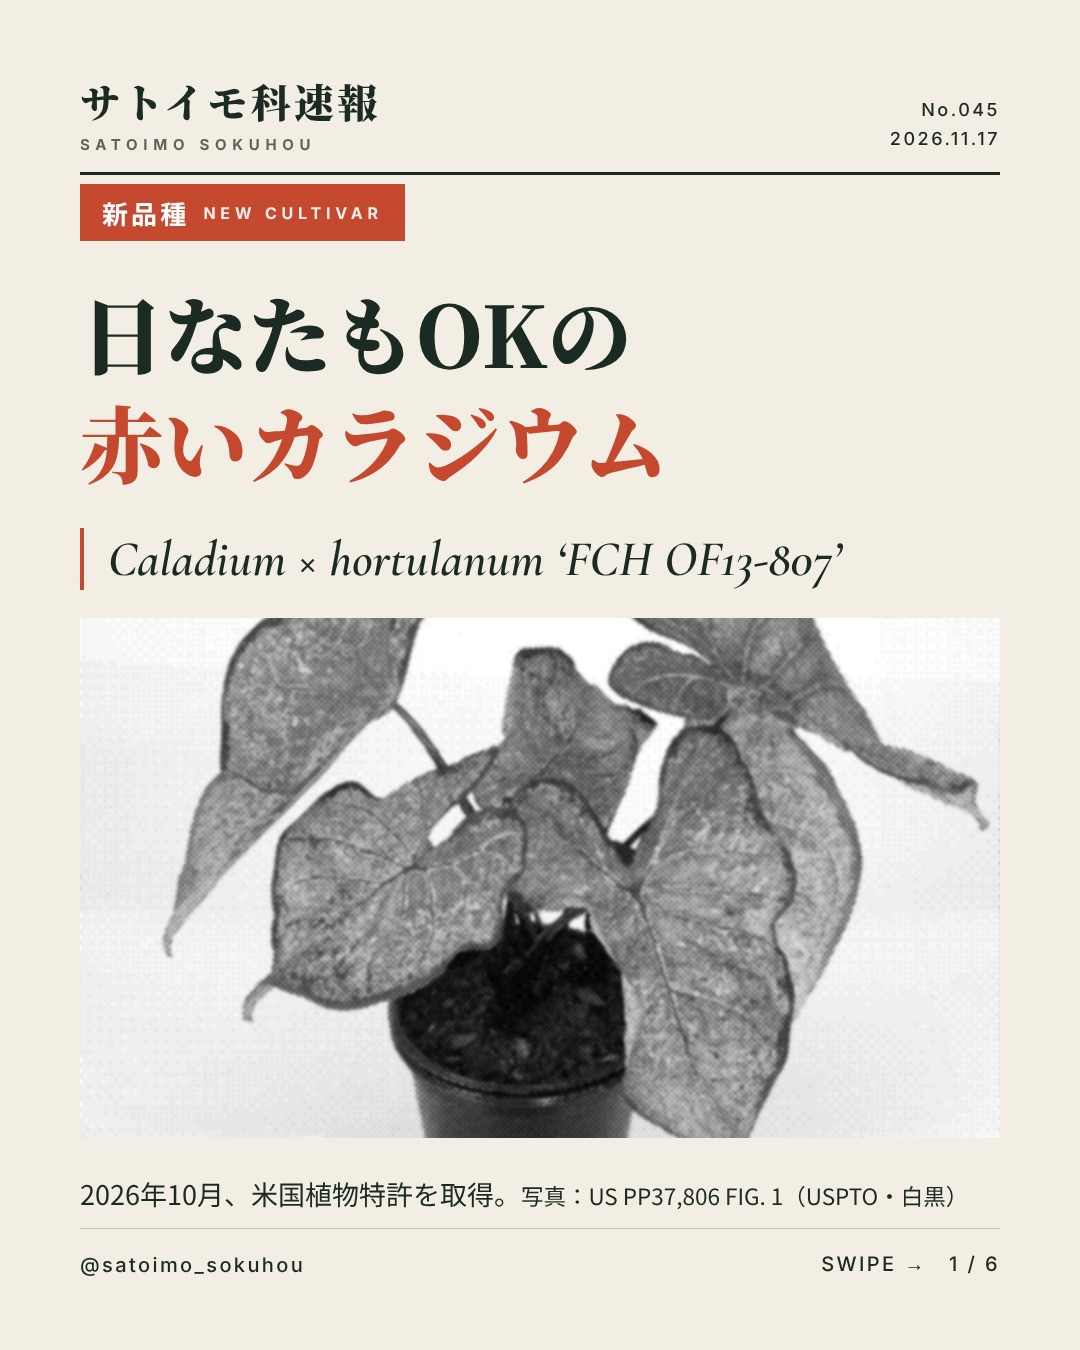 サトイモ科速報
SATOIMO SOKUHOU
No.045
2026.11.17
新品種 NEW CULTIVAR
日なたもOKの
赤いカラジウム
Caladium × hortulanum ‘FCH OF13-807’
2026年10月、米国植物特許を取得。写真：US PP37,806 FIG. 1（USPTO・白黒）
@satoimo_sokuhou
SWIPE → 1 / 6